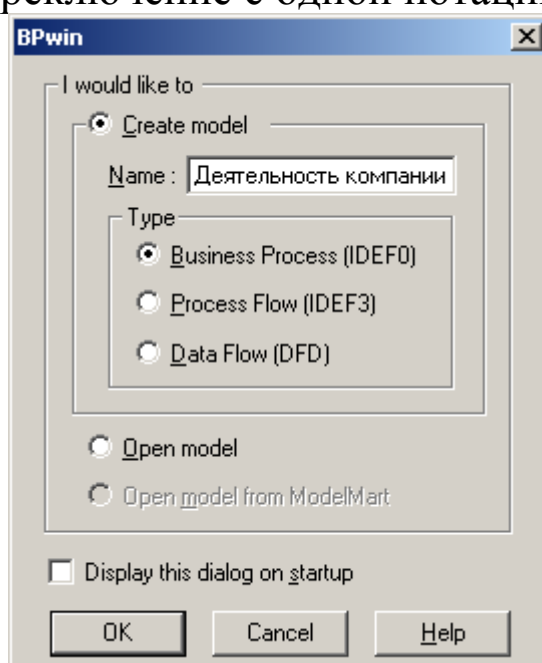 с одной
BPwin
I would like to
Create model
Name : Деятельность компании
Type
Business Process (IDEF0)
Process Flow (IDEF3)
Data Flow (DFD)
Open model
Open model from ModelMart
Display this dialog on startup
OK Cancel Help